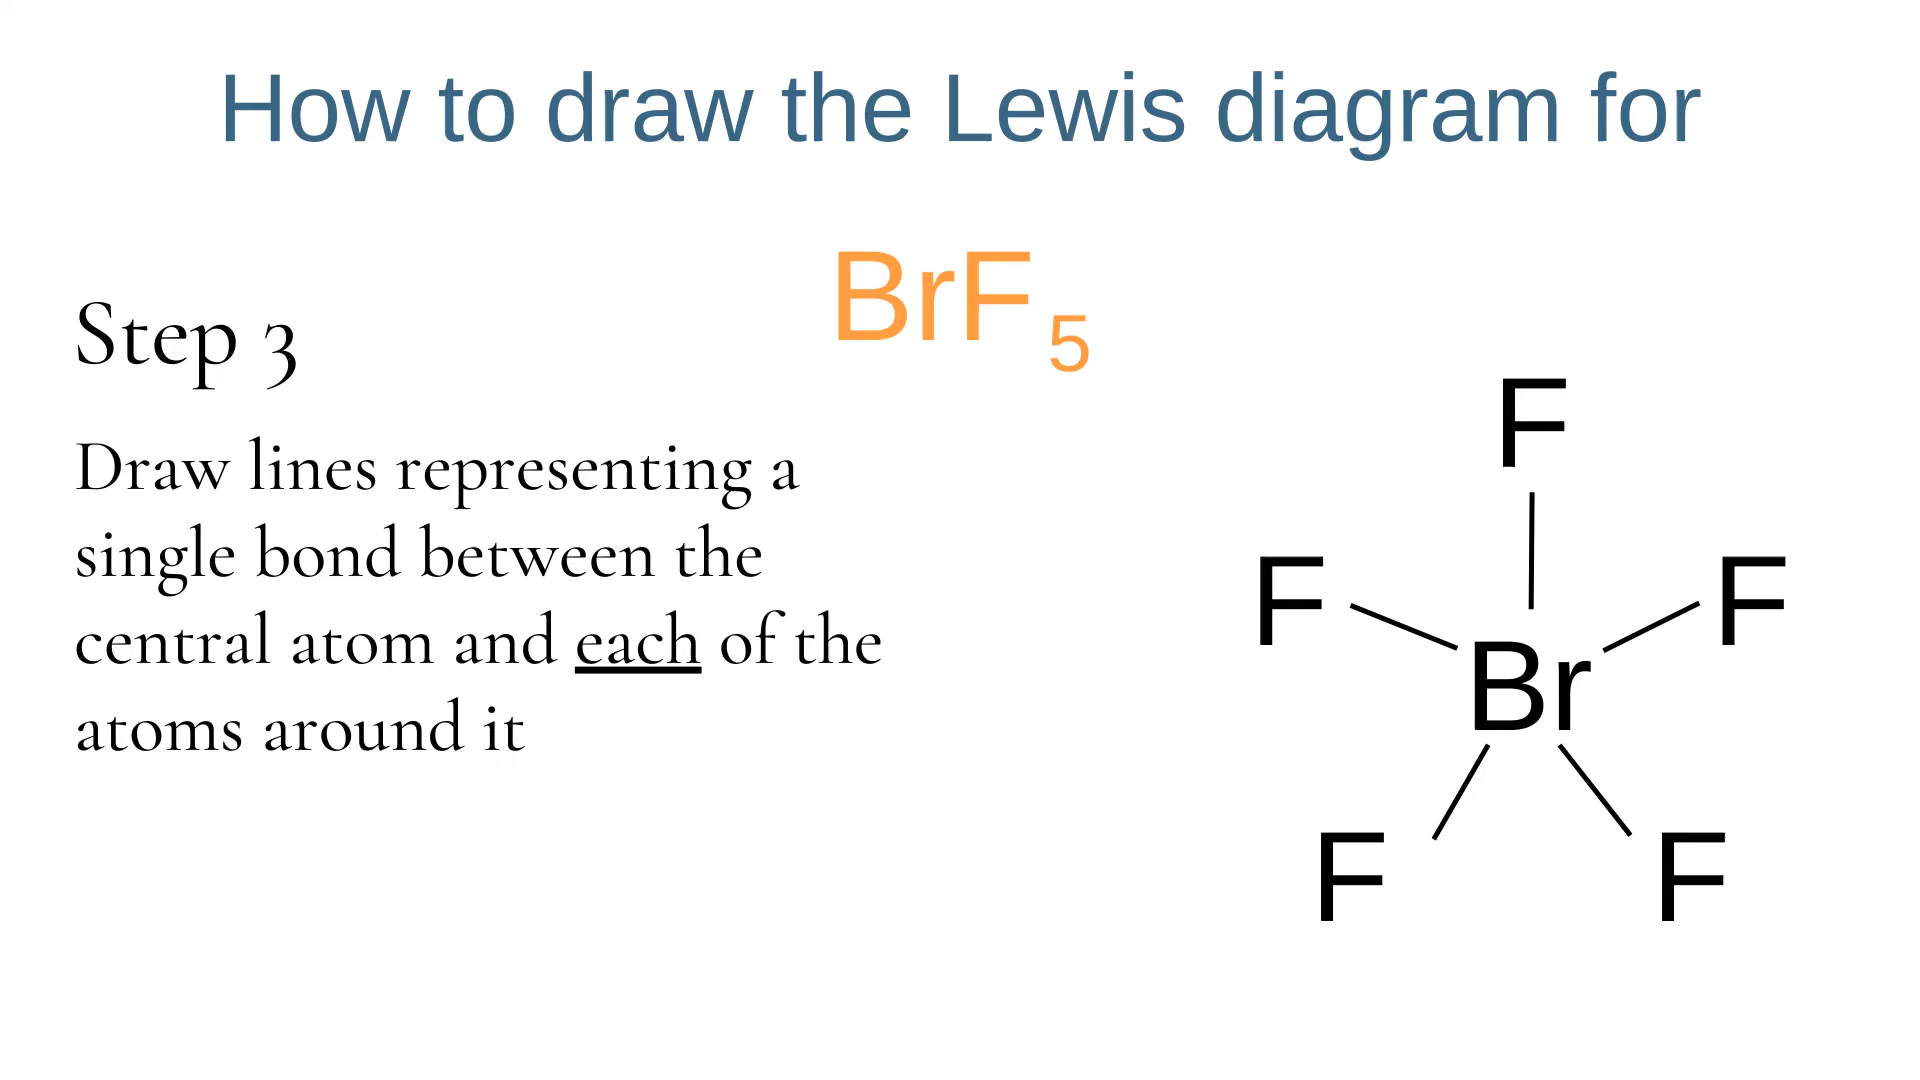 How to draw the Lewis diagram for
BrF5
Step 3
Draw lines representing a
single bond between the
central atom and each of the
atoms around it
F
F F
Br
F F